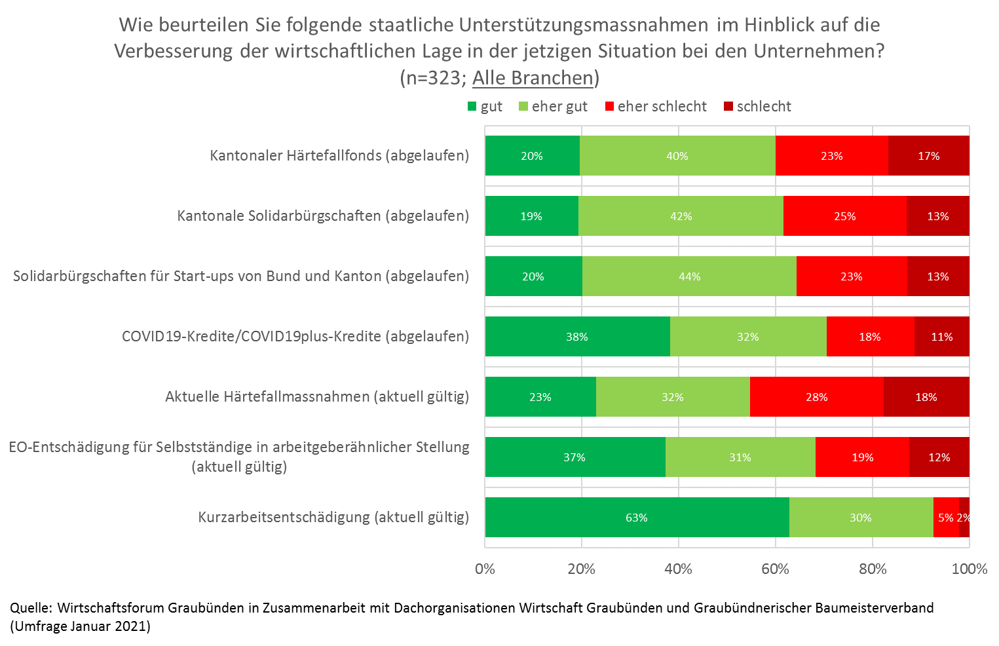 Wie beurteilen Sie folgende staatliche Unterstützungsmassnahmen im Hinblick auf die
Verbesserung der wirtschaftlichen Lage in der jetzigen Situation bei den Unternehmen?
(n=323; Alle Branchen)
gut eher gut eher schlecht schlecht
Kantonaler Härtefallfonds (abgelaufen) 20% 40% 23% 17%
Kantonale Solidarbürgschaften (abgelaufen) 19% 42% 25% 13%
Solidarbürgschaften für Start-ups von Bund und Kanton (abgelaufen) 20% 44% 23% 13%
COVID19-Kredite/COVID19plus-Kredite (abgelaufen) 38% 32% 18% 11%
Aktuelle Härtefallmassnahmen (aktuell gültig) 23% 32% 28% 18%
EO-Entschädigung für Selbstständige in arbeitgeberähnlicher Stellung
(aktuell gültig) 37% 31% 19% 12%
Kurzarbeitsentschädigung (aktuell gültig) 63% 30% 5% 2%
0% 20% 40% 60% 80% 100%
Quelle: Wirtschaftsforum Graubünden in Zusammenarbeit mit Dachorganisationen Wirtschaft Graubünden und Graubündnerischer Baumeisterverband
(Umfrage Januar 2021)